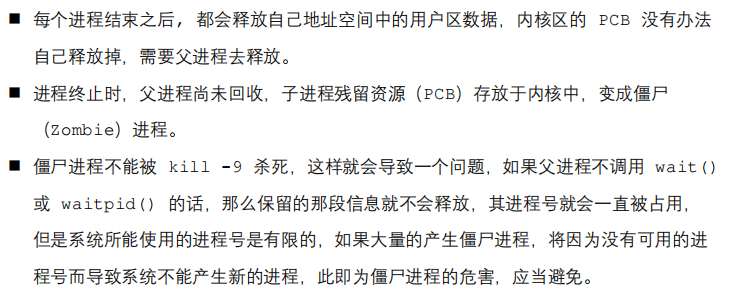 ■ 每个进程结束之后, 都会释放自己地址空间中的用户区数据，内核区的 PCB 没有办法
自己释放掉，需要父进程去释放。
■ 进程终止时，父进程尚未回收，子进程残留资源（PCB）存放于内核中，变成僵尸
（Zombie）进程。
■ 僵尸进程不能被 kill -9 杀死，这样就会导致一个问题，如果父进程不调用 wait()
或 waitpid() 的话，那么保留的那段信息就不会释放，其进程号就会一直被占用，
但是系统所能使用的进程号是有限的，如果大量的产生僵尸进程，将因为没有可用的进
程号而导致系统不能产生新的进程，此即为僵尸进程的危害，应当避免。